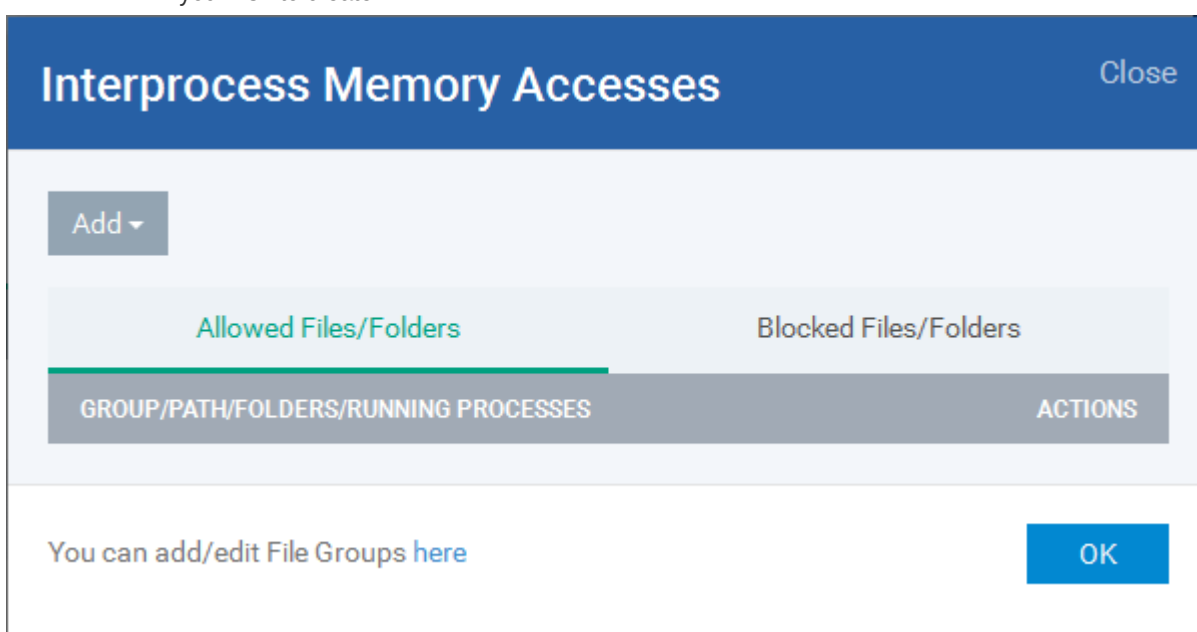 Interprocess Memory Accesses
Close
Add
Allowed Files/Folders
Blocked Files/Folders
GROUP/PATH/FOLDERS/RUNNING PROCESSES
ACTIONS
You can add/edit File Groups here
OK